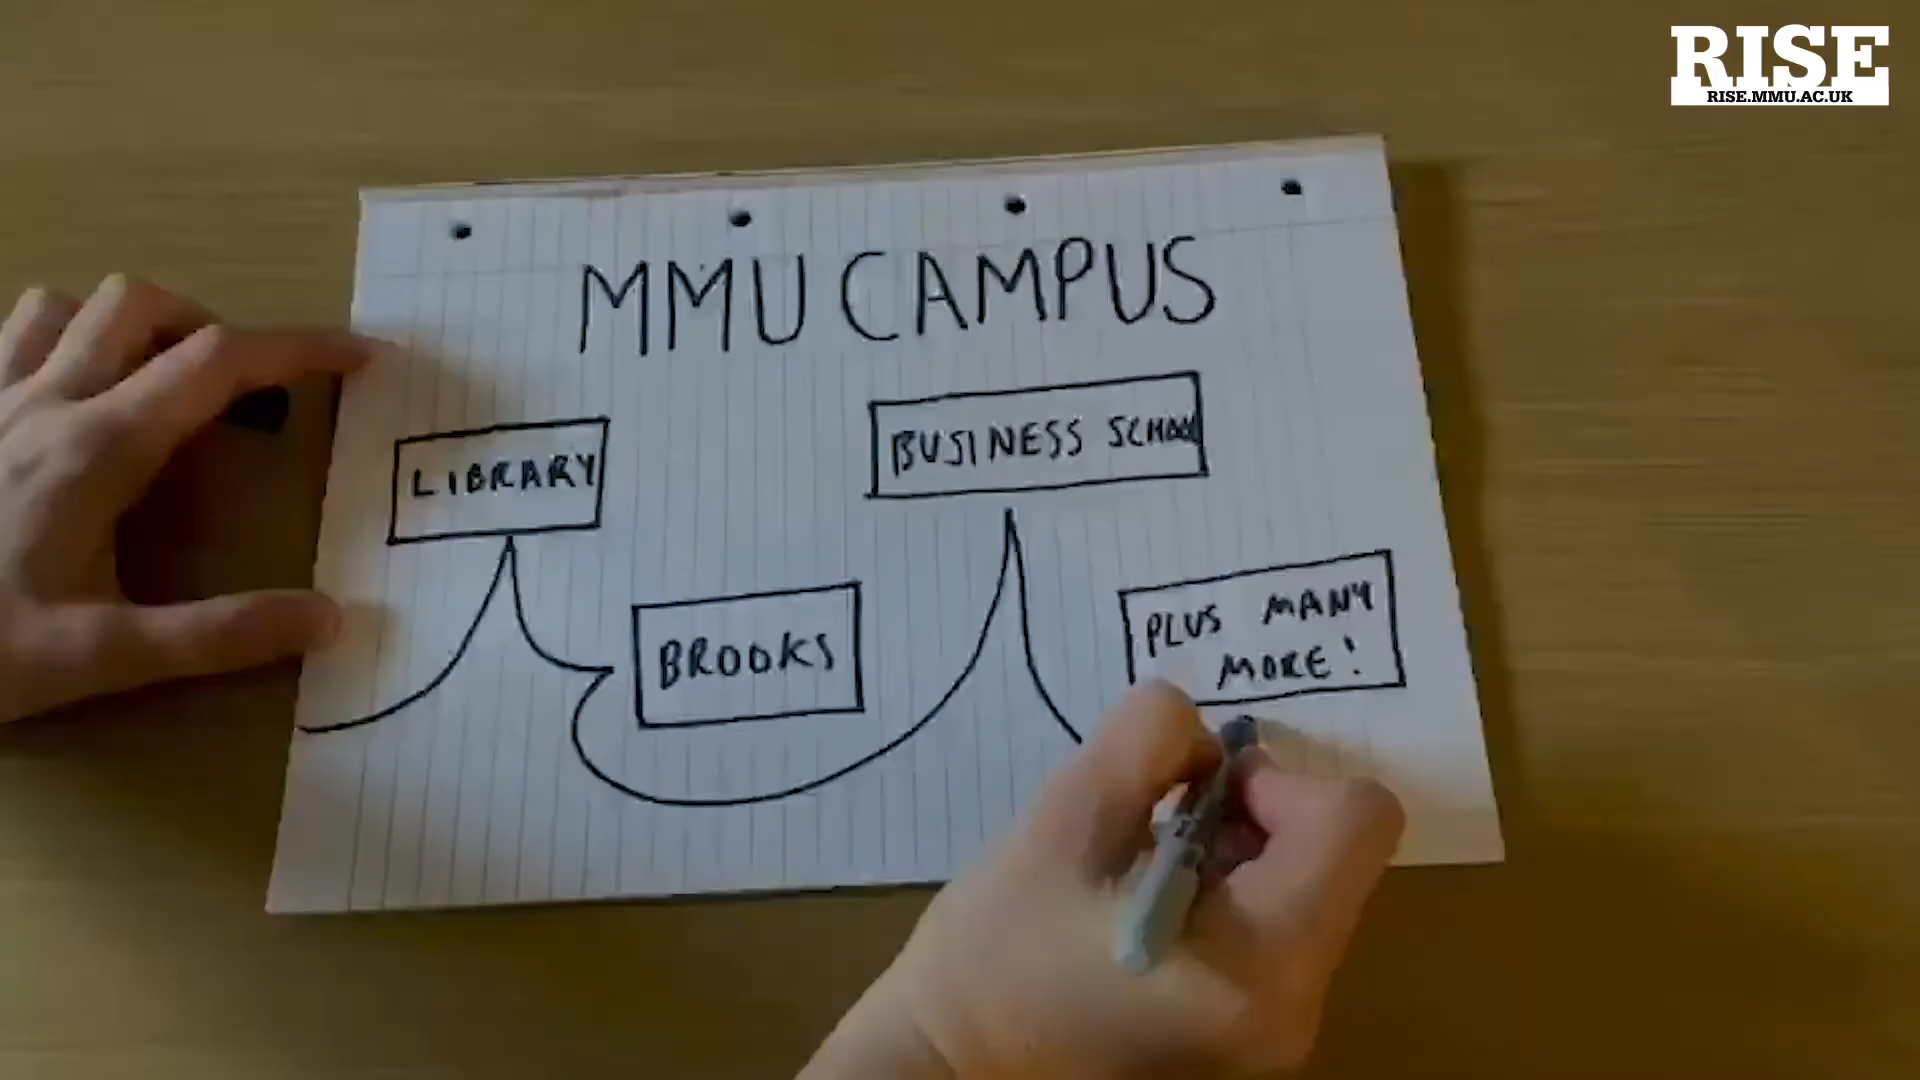 RISE
RISE.MMU.AC.UK
MMU CAMPUS
LIBRARY
BUSINESS SCHOOL
BROOKS
PLUS MANY
MORE!